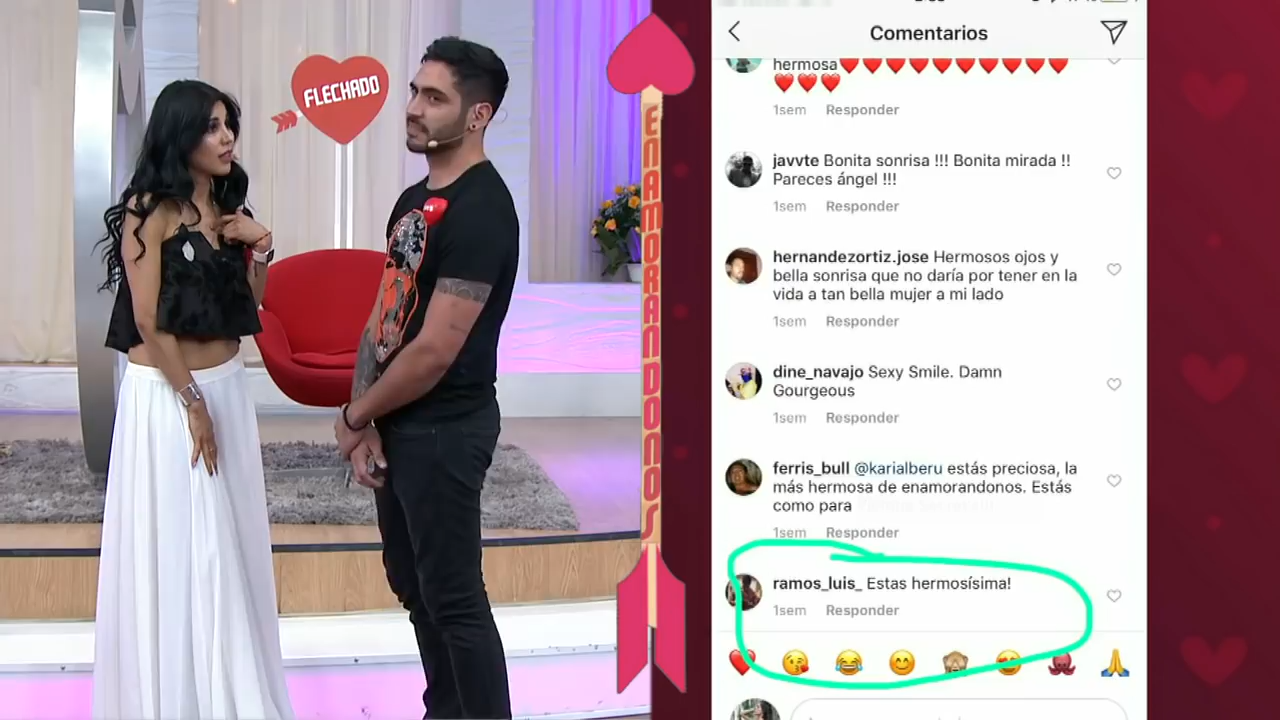 FLECHADO
ENAMORANDONOS
Comentarios
hermosa❤️❤️❤️❤️❤️❤️❤️❤️❤️❤️
❤️❤️❤️
1sem Responder
javvte Bonita sonrisa !!! Bonita mirada !!
Pareces ángel !!!
1sem Responder
hernandezortiz.jose Hermosos ojos y
bella sonrisa que no daría por tener en la
vida a tan bella mujer a mi lado
1sem Responder
dine_navajo Sexy Smile. Damn
Gourgeous
1sem Responder
ferris_bull @karialberu estás preciosa, la
más hermosa de enamorandonos. Estás
como para
1sem Responder
ramos_luis_ Estas hermosísima!
1sem Responder